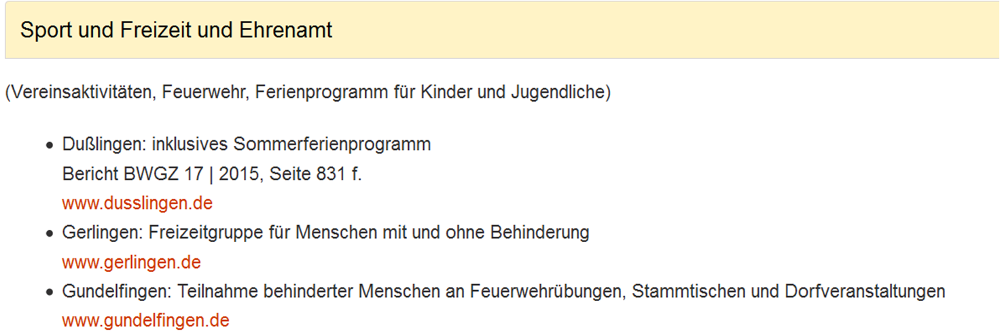 Sport und Freizeit und Ehrenamt
(Vereinsaktivitäten, Feuerwehr, Ferienprogramm für Kinder und Jugendliche)
• Dußlingen: inklusives Sommerferienprogramm
Bericht BWGZ 17 | 2015, Seite 831 f.
www.dusslingen.de
• Gerlingen: Freizeitgruppe für Menschen mit und ohne Behinderung
www.gerlingen.de
• Gundelfingen: Teilnahme behinderter Menschen an Feuerwehrübungen, Stammtischen und Dorfveranstaltungen
www.gundelfingen.de